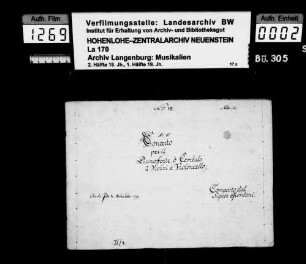 Aufn. Film
1269
Verfilmungsstelle: Landesarchiv BW
Institut für Erhaltung von Archiv- und Bibliotheksgut
HOHENLOHE-ZENTRALARCHIV NEUENSTEIN
La 170
Archiv Langenburg: Musikalien
2. Hälfte 18. Jh., 1. Hälfte 19. Jh.
Aufn. Einheit
0002
Bü. 305
Concerto
per il
Pianoforte ò Cembalo
2 Violini e Violoncello
Composto dal
Signor Giordani